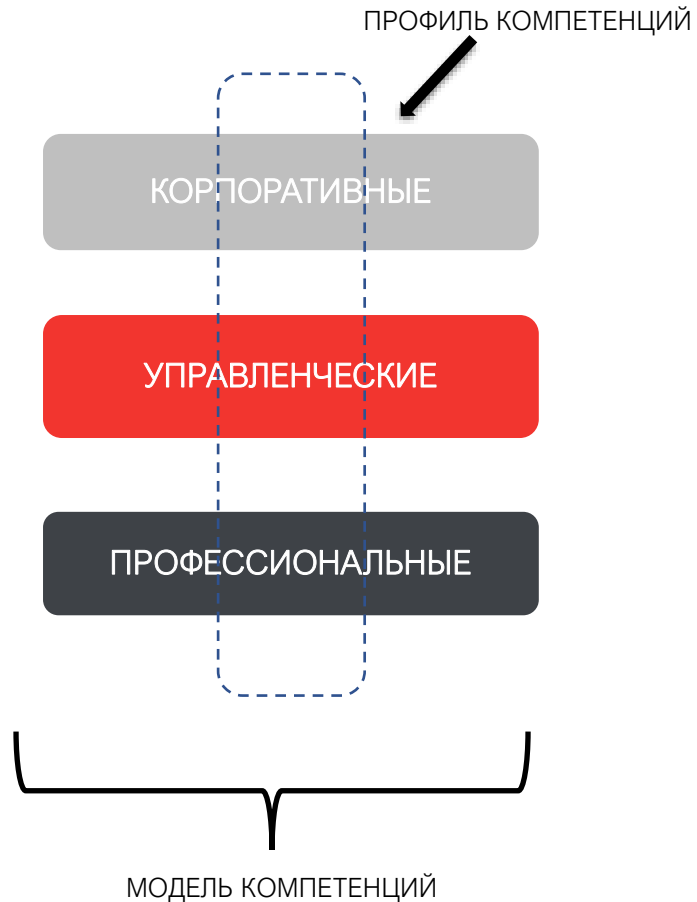 ПРОФИЛЬ КОМПЕТЕНЦИЙ
КОРПОРАТИВНЫЕ
УПРАВЛЕНЧЕСКИЕ
ПРОФЕССИОНАЛЬНЫЕ
МОДЕЛЬ КОМПЕТЕНЦИЙ